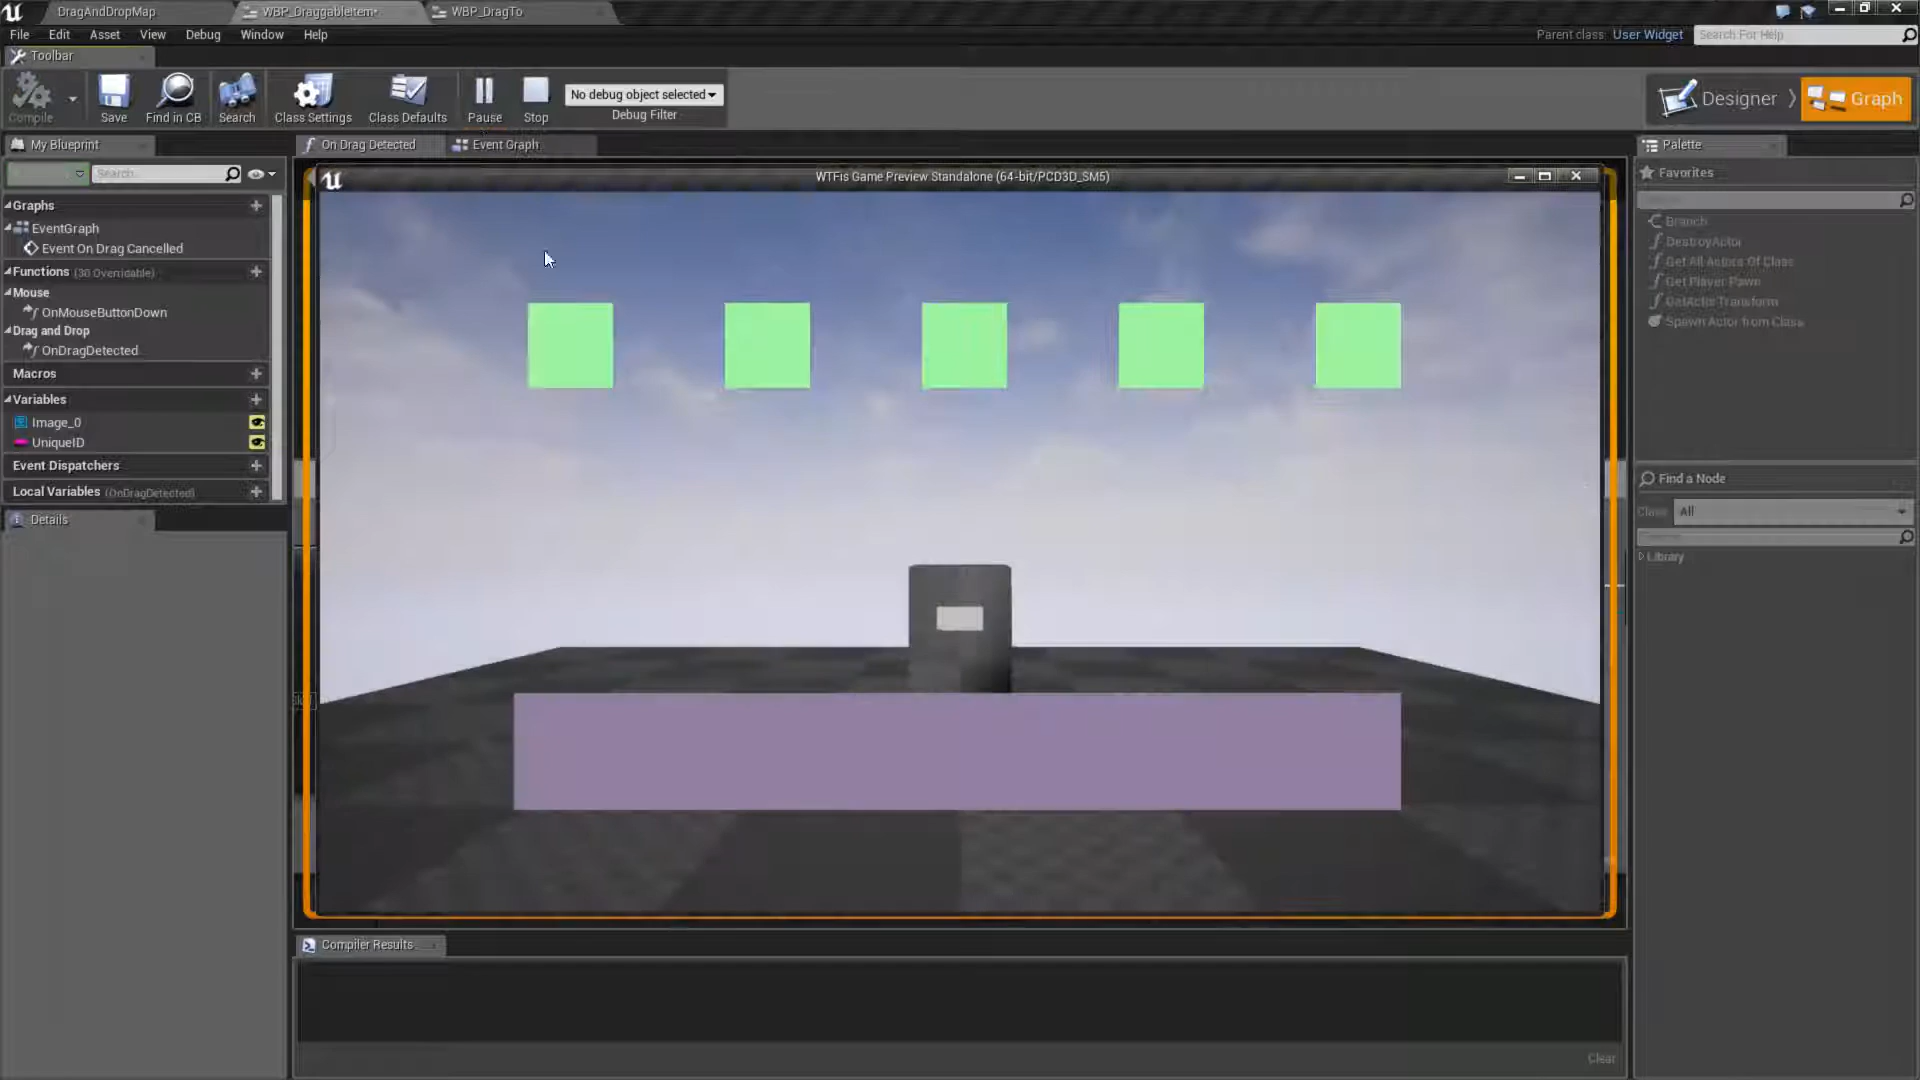 DragAndDropMap
WBP_DraggableItem*
WBP_DragTo
File Edit Asset View Window Debug Window Help
Parent class: User Widget
Search For Help
Toolbar
Compile
Save
Find in CB
Search
Class Settings
Class Defaults
Pause
Stop
No debug object selected
Debug Filter
Designer
Graph
My Blueprint
Search
On Drag Detected
Event Graph
Palette
WTFis Game Preview Standalone (64-bit/PCD3D_SM5)
Favorites
Graphs
EventGraph
Event On Drag Cancelled
Functions (30 Overridable)
Mouse
OnMouseButtonDown
Drag and Drop
OnDragDetected
Macros
Variables
Image_0
UniqueID
Event Dispatchers
Local Variables (OnDragDetected)
Details
Branch
DestroyActor
Get All Actors Of Class
Get Player Pawn
GetActorTransform
Spawn Actor from Class
Find a Node
Class All
Library
Compiler Results
Clear